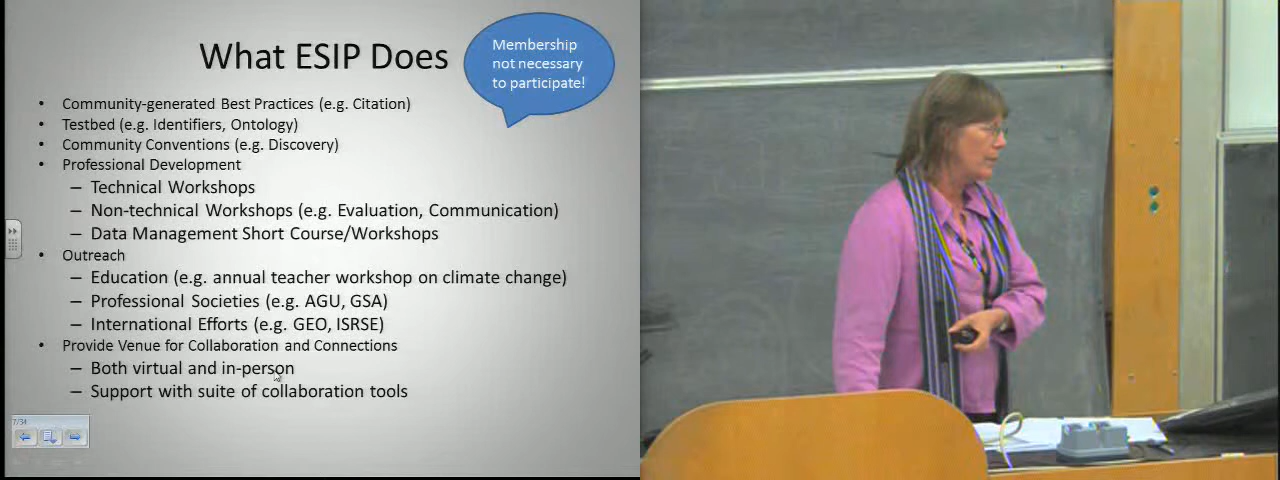 What ESIP Does
Membership
not necessary
to participate!
• Community-generated Best Practices (e.g. Citation)
• Testbed (e.g. Identifiers, Ontology)
• Community Conventions (e.g. Discovery)
• Professional Development
– Technical Workshops
– Non-technical Workshops (e.g. Evaluation, Communication)
– Data Management Short Course/Workshops
• Outreach
– Education (e.g. annual teacher workshop on climate change)
– Professional Societies (e.g. AGU, GSA)
– International Efforts (e.g. GEO, ISRSE)
• Provide Venue for Collaboration and Connections
– Both virtual and in-person
– Support with suite of collaboration tools
7/34